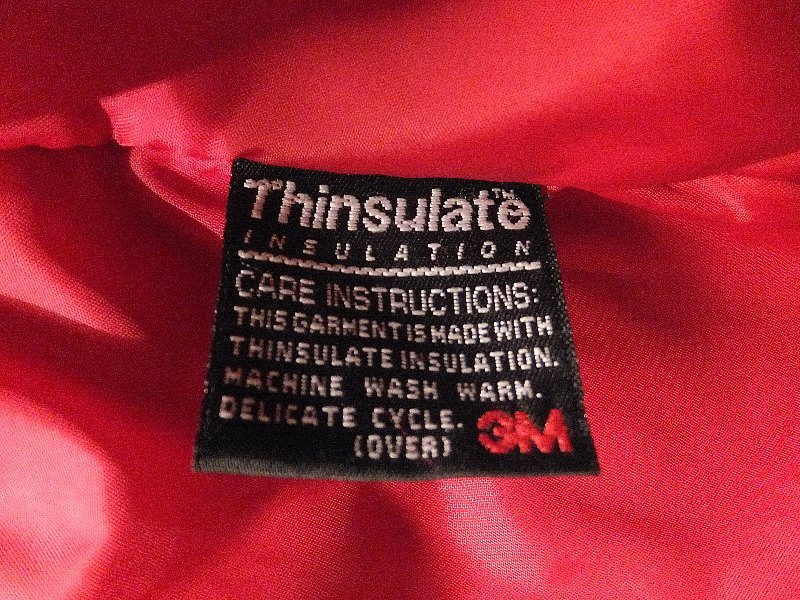 Thinsulate™
INSULATION
CARE INSTRUCTIONS:
THIS GARMENT IS MADE WITH
THINSULATE INSULATION.
MACHINE WASH WARM.
DELICATE CYCLE.
(OVER) 3M